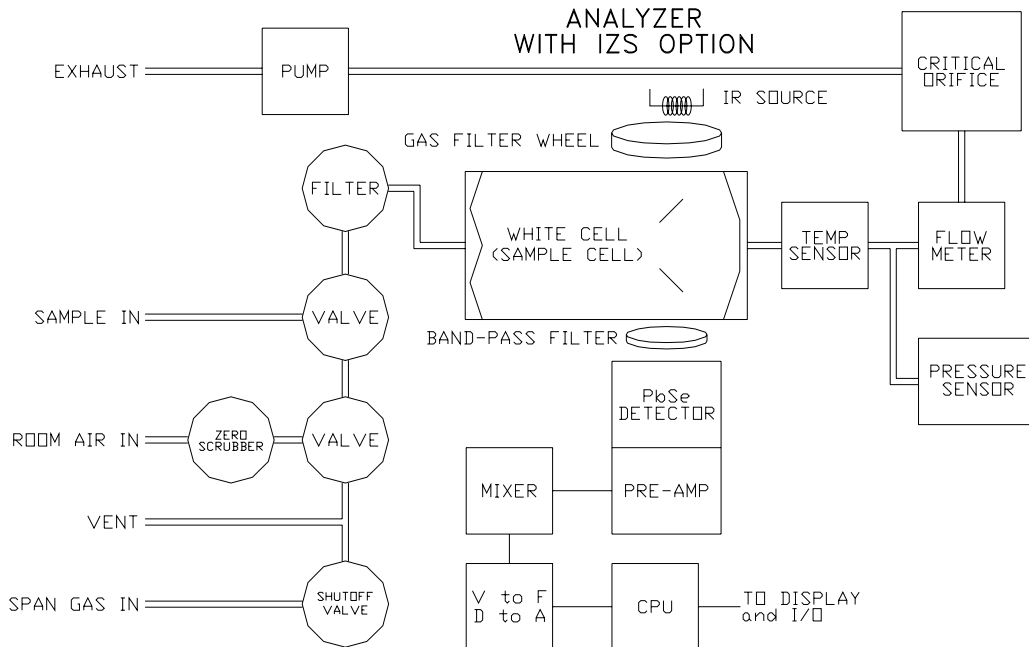 ANALYZER
WITH IZS OPTION
EXHAUST
PUMP
CRITICAL
ORIFICE
IR SOURCE
GAS FILTER WHEEL
FILTER
WHITE CELL
(SAMPLE CELL)
TEMP
SENSOR
FLOW
METER
SAMPLE IN
VALVE
BAND-PASS FILTER
PRESSURE
SENSOR
PbSe
DETECTOR
ROOM AIR IN
ZERO
SCRUBBER
VALVE
MIXER
PRE-AMP
VENT
SPAN GAS IN
SHUTOFF
VALVE
V to F
D to A
CPU
TO DISPLAY
and I/O